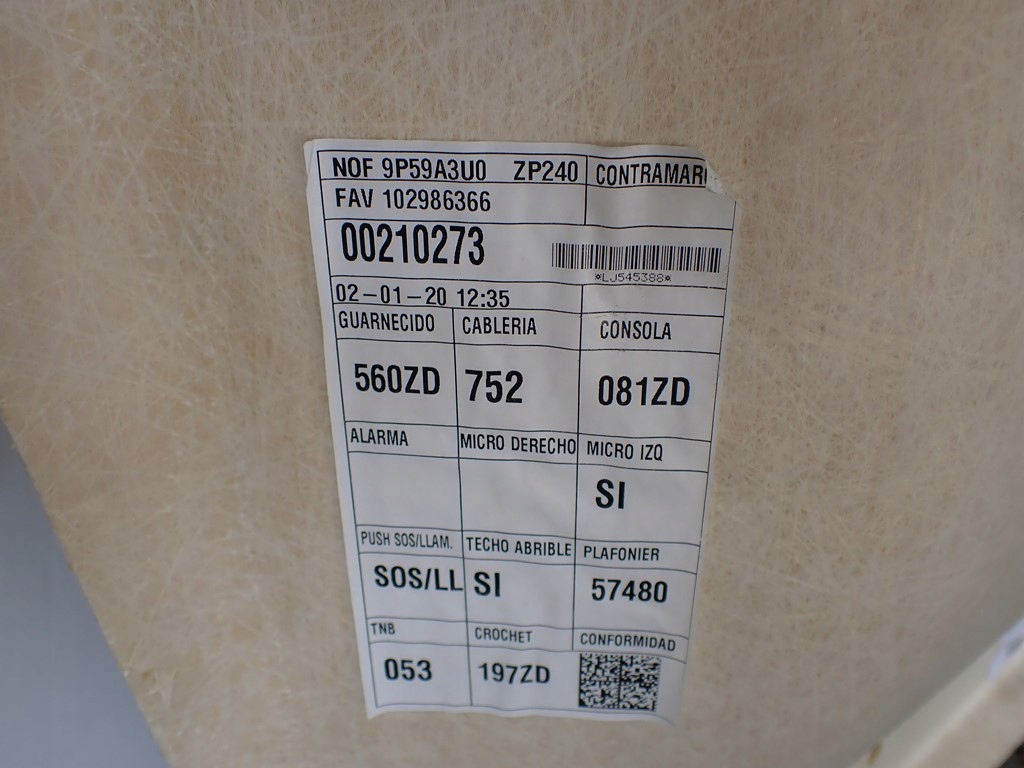 NOF 9P59A3U0 ZP240 CONTRAMAR
FAV 102986366
00210273
*LJ545388*
02-01-20 12:35
GUARNECIDO CABLERIA CONSOLA
560ZD 752 081ZD
ALARMA MICRO DERECHO MICRO IZQ
SI
PUSH SOS/LLAM. TECHO ABRIBLE PLAFONIER
SOS/LL SI 57480
TNB CROCHET CONFORMIDAD
053 197ZD